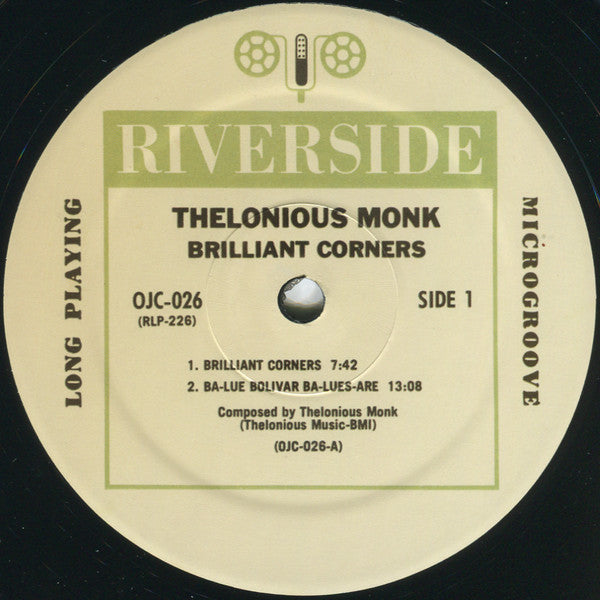 RIVERSIDE
THELONIOUS MONK
BRILLIANT CORNERS
OJC-026
(RLP-226)
SIDE 1
LONG PLAYING
MICROGROOVE
1. BRILLIANT CORNERS 7:42
2. BA-LUE BOLIVAR BA-LUES-ARE 13:08
Composed by Thelonious Monk
(Thelonious Music-BMI)
(OJC-026-A)